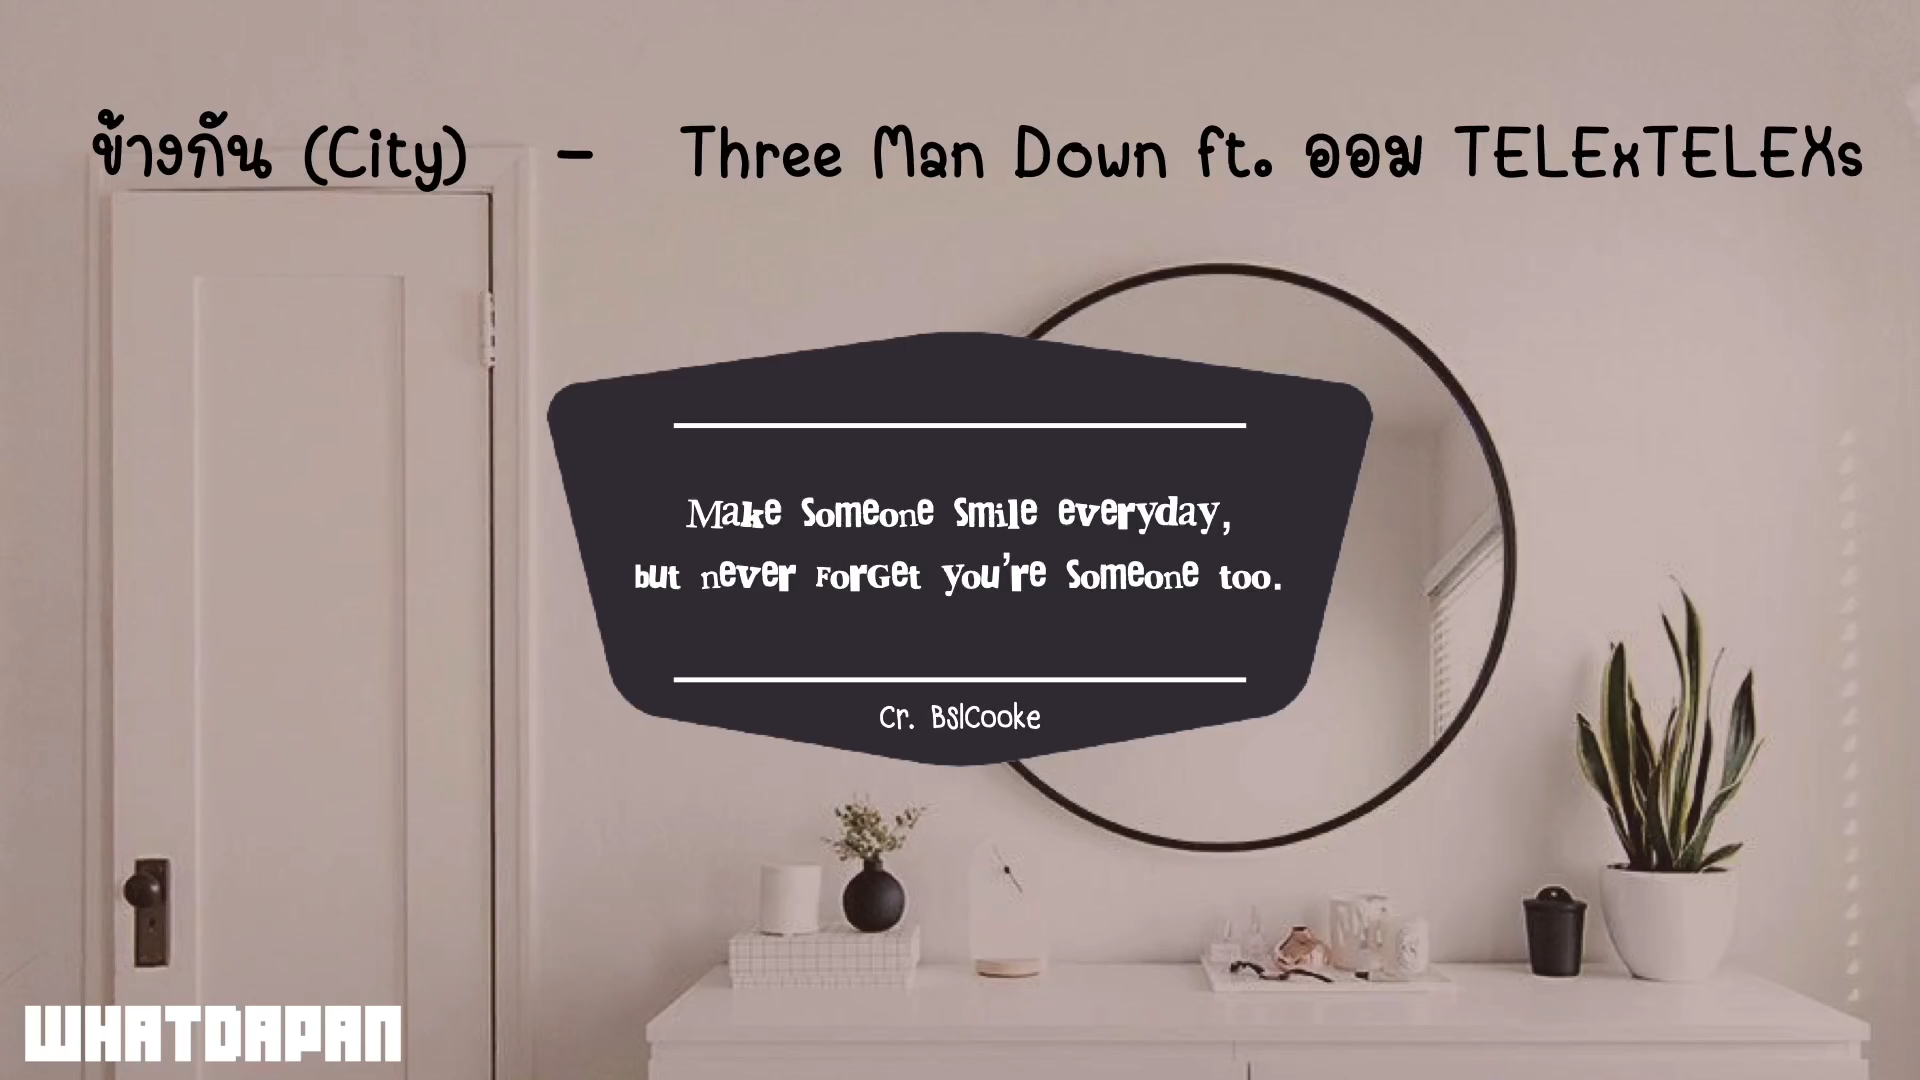 ข้างกัน (City) - Three Man Down ft. ออม TELExTELEXs
Make Someone Smile everyday,
but never Forget you're Someone too.
Cr. BslCooke
WHATDAPAN